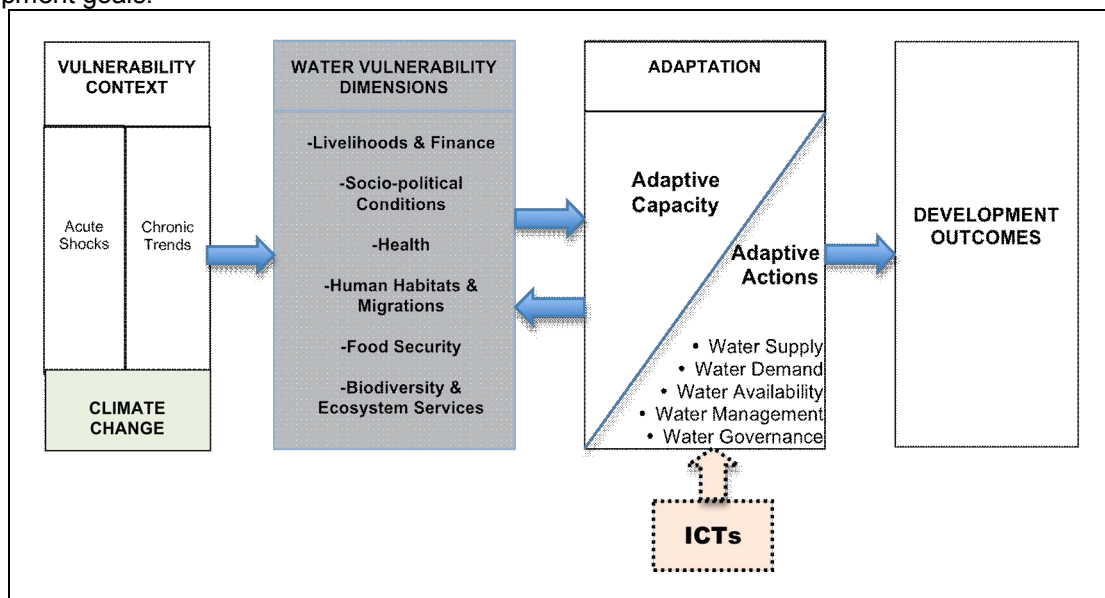 pment goals.
VULNERABILITY
CONTEXT
Acute
Shocks
Chronic
Trends
CLIMATE
CHANGE
WATER VULNERABILITY
DIMENSIONS
-Livelihoods & Finance
-Socio-political
Conditions
-Health
-Human Habitats &
Migrations
-Food Security
-Biodiversity &
Ecosystem Services
ADAPTATION
Adaptive
Capacity
Adaptive
Actions
• Water Supply
• Water Demand
• Water Availability
• Water Management
• Water Governance
ICTs
DEVELOPMENT
OUTCOMES